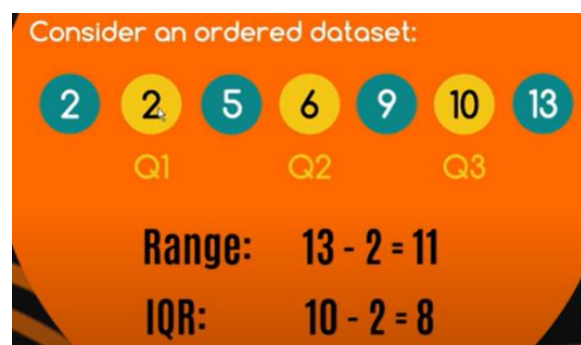 Consider an ordered dataset:
2 2 5 6 9 10 13
Q1 Q2 Q3
Range: 13 - 2 = 11
IQR: 10 - 2 = 8